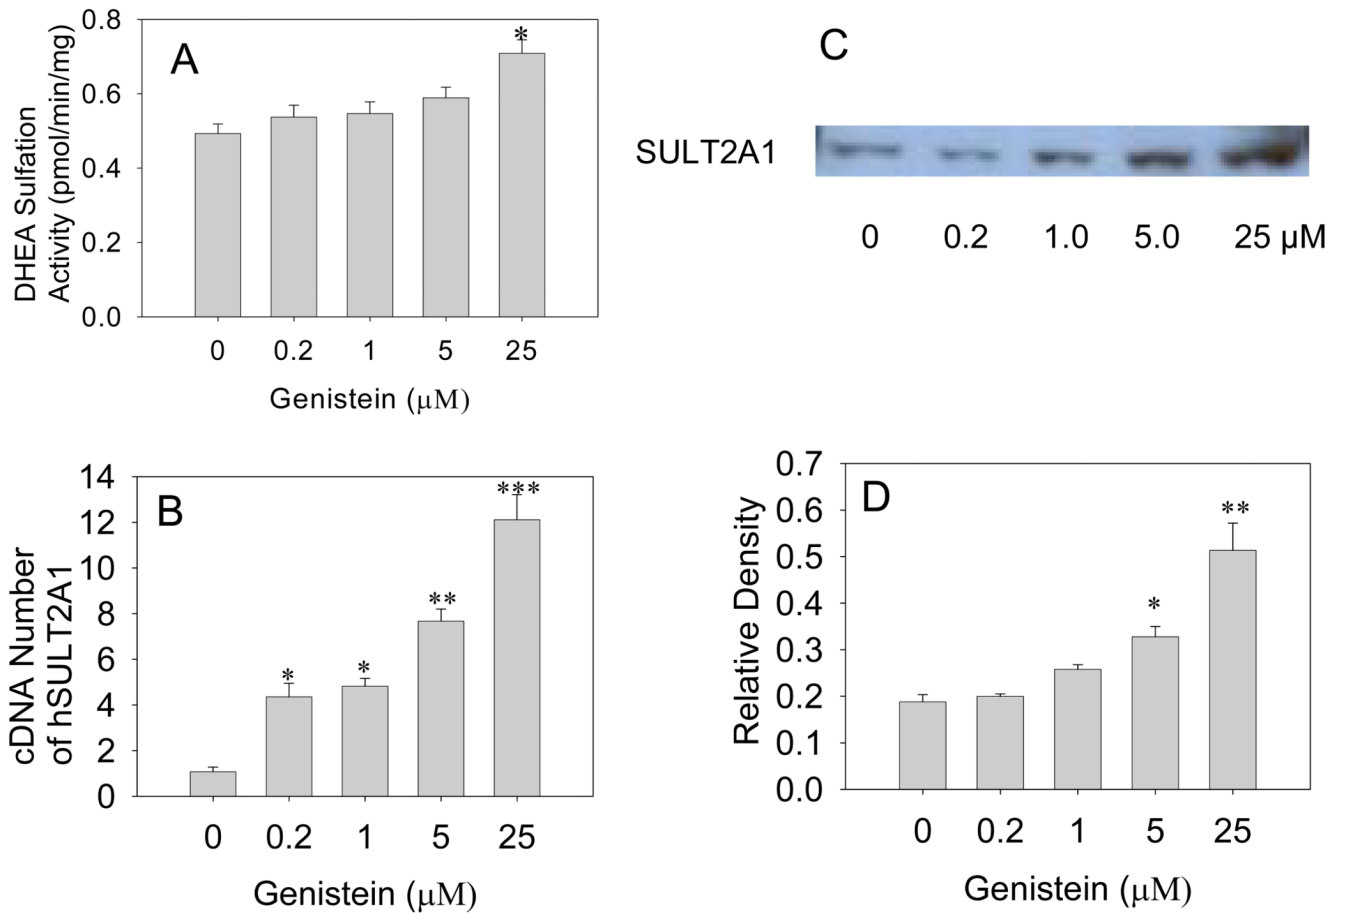 A
DHEA Sulfation
Activity (pmol/min/mg)
0.8
0.6
0.4
0.2
0.0
*
0 0.2 1 5 25
Genistein (μM)
C
SULT2A1
0 0.2 1.0 5.0 25 μM
B
cDNA Number
of hSULT2A1
14
12
10
8
6
4
2
0
* * ** ***
0 0.2 1 5 25
Genistein (μM)
D
Relative Density
0.7
0.6
0.5
0.4
0.3
0.2
0.1
0.0
* **
0 0.2 1 5 25
Genistein (μM)